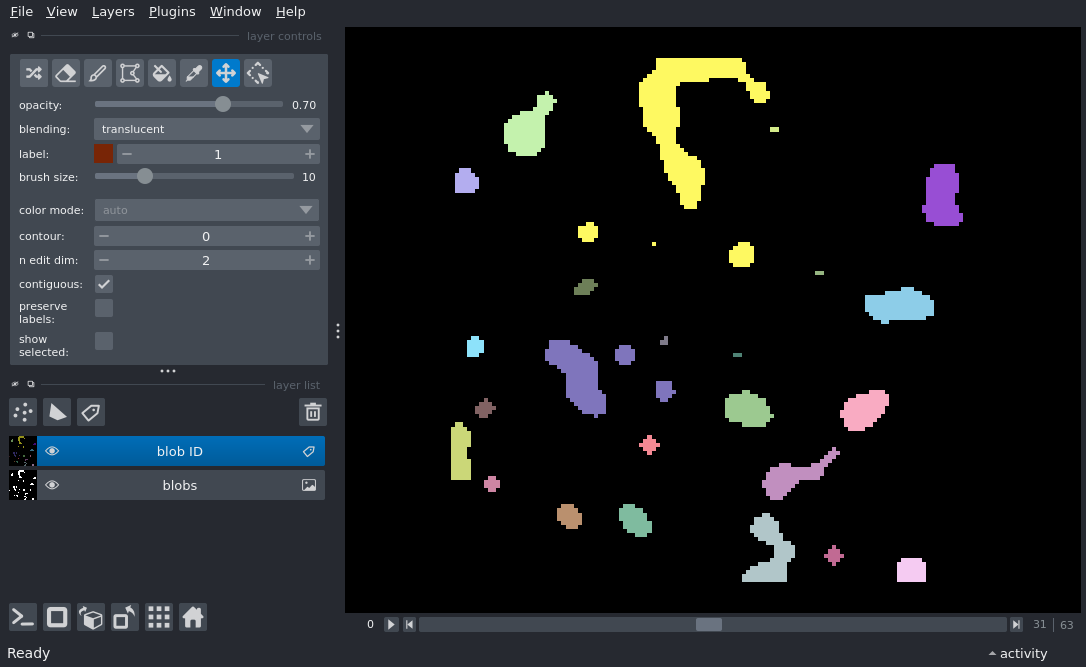 File View Layers Plugins Window Help
layer controls
opacity: 0.70
blending: translucent
label: 1
brush size: 10
color mode: auto
contour: 0
n edit dim: 2
contiguous:
preserve
labels:
show
selected:
layer list
blob ID
blobs
0 31 63
Ready activity